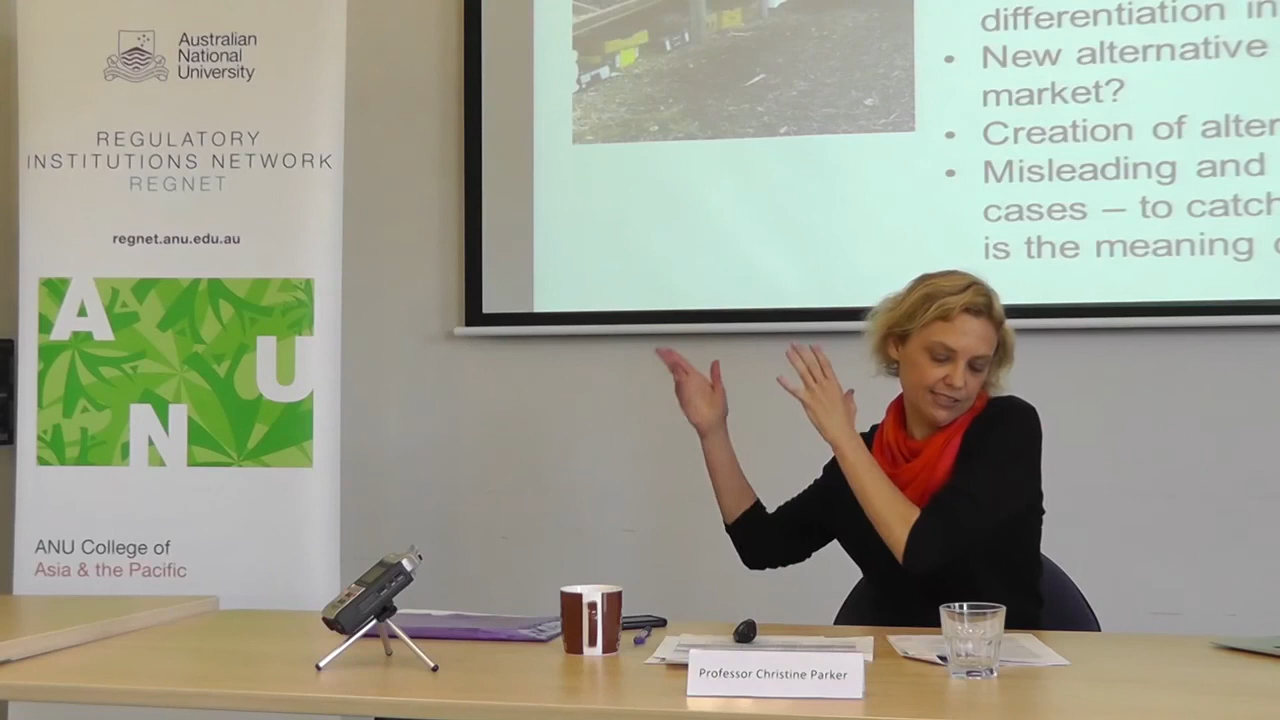 Australian
National
University
REGULATORY
INSTITUTIONS NETWORK
REGNET
regnet.anu.edu.au
A
N
U
ANU College of
Asia & the Pacific
differentiation in
• New alternative
market?
• Creation of alter
• Misleading and
cases – to catch
is the meaning
Professor Christine Parker